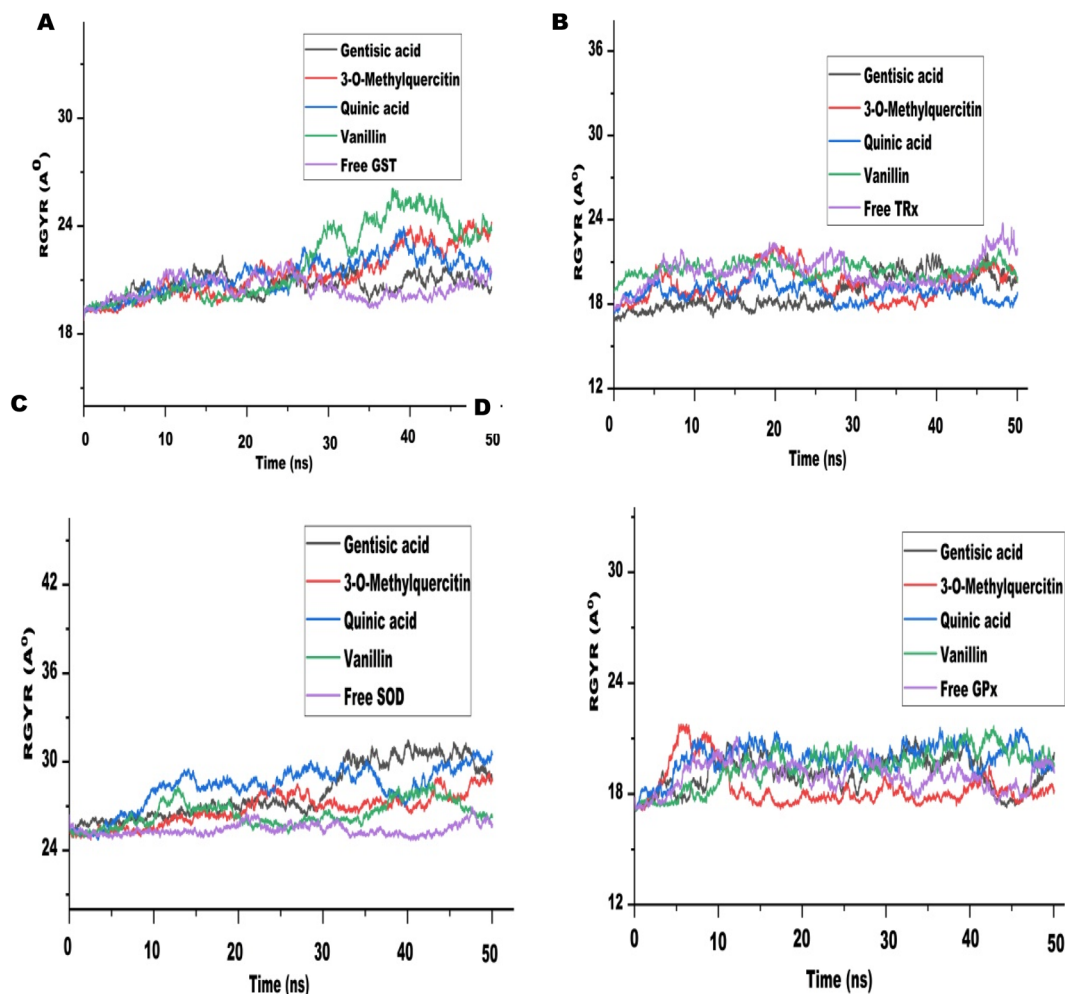 A
RGYR (A⁰)
30
24
18
0
10
20
30
40
50
Time (ns)
Gentisic acid
3-O-Methylquercitin
Quinic acid
Vanillin
Free GST
B
RGYR (A⁰)
36
30
24
18
12
0
10
20
30
40
50
Time (ns)
Gentisic acid
3-O-Methylquercitin
Quinic acid
Vanillin
Free TRx
C
RGYR (A⁰)
42
36
30
24
0
10
20
30
40
50
Time (ns)
Gentisic acid
3-O-Methylquercitin
Quinic acid
Vanillin
Free SOD
D
RGYR (A⁰)
30
24
18
12
0
10
20
30
40
50
Time (ns)
Gentisic acid
3-O-Methylquercitin
Quinic acid
Vanillin
Free GPx